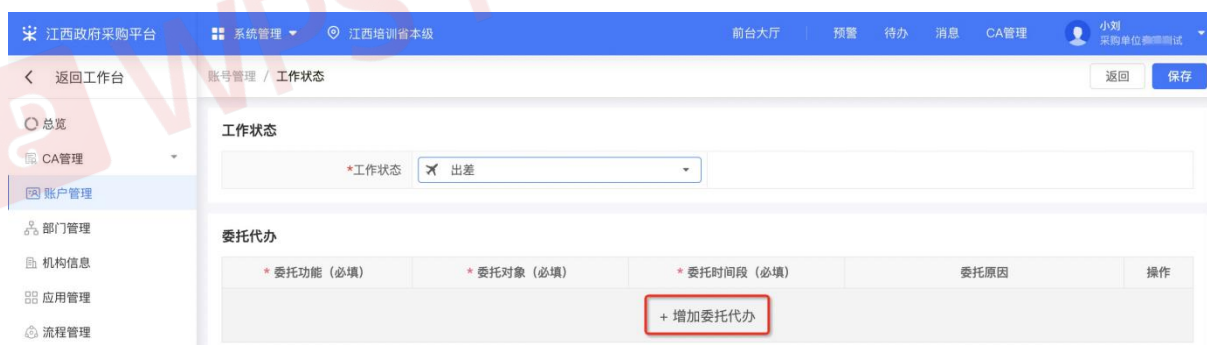 江西政府采购平台 系统管理 江西培训省本级 前台大厅 预警 待办 消息 CA管理 小刘
采购单位 测试
返回工作台 账号管理 / 工作状态 返回 保存
总览
CA管理
账户管理
部门管理
机构信息
应用管理
流程管理
工作状态
*工作状态 出差
委托代办
* 委托功能（必填） * 委托对象（必填） * 委托时间段（必填） 委托原因 操作
+ 增加委托代办
WPS